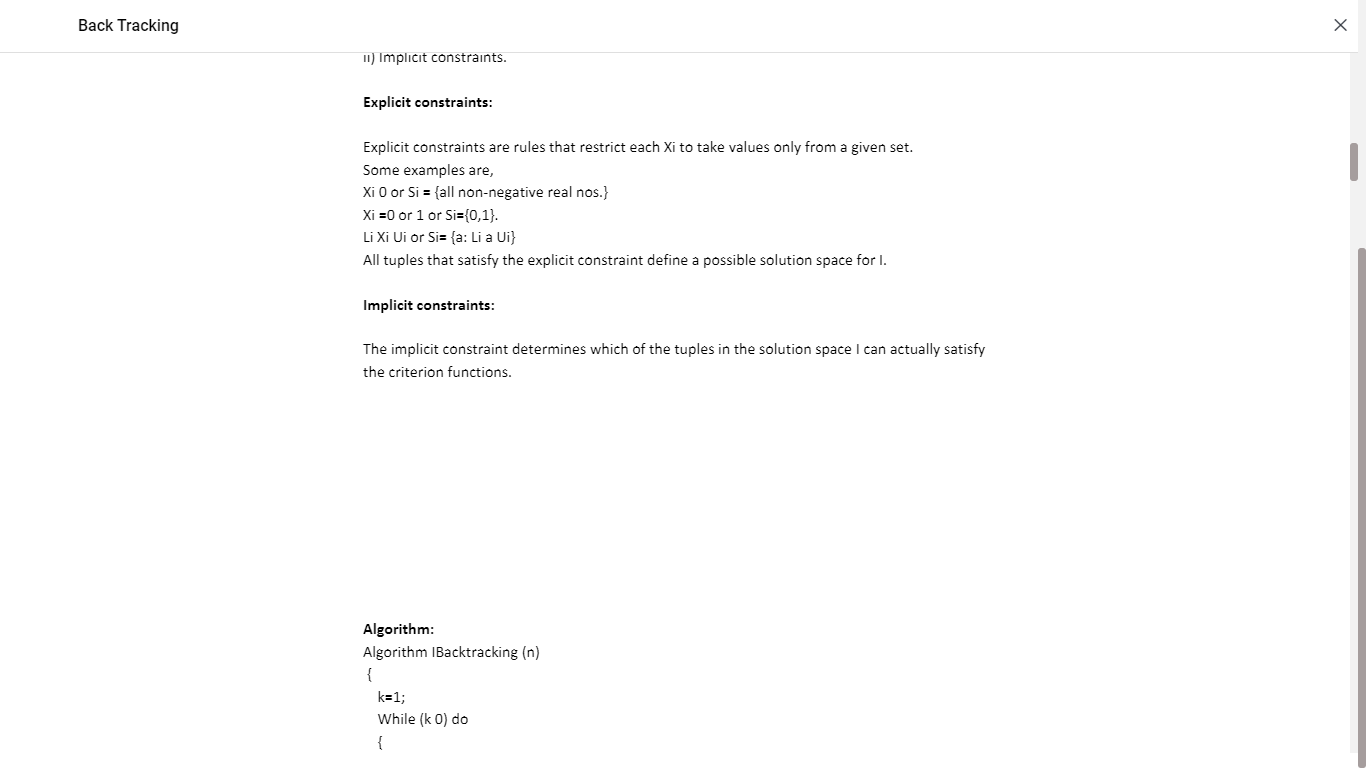 Back Tracking
ii) Implicit constraints.
Explicit constraints:
Explicit constraints are rules that restrict each Xi to take values only from a given set.
Some examples are,
Xi 0 or Si = {all non-negative real nos.}
Xi =0 or 1 or Si={0,1}.
Li Xi Ui or Si= {a: Li a Ui}
All tuples that satisfy the explicit constraint define a possible solution space for I.
Implicit constraints:
The implicit constraint determines which of the tuples in the solution space I can actually satisfy
the criterion functions.
Algorithm:
Algorithm IBacktracking (n)
{
k=1;
While (k 0) do
{